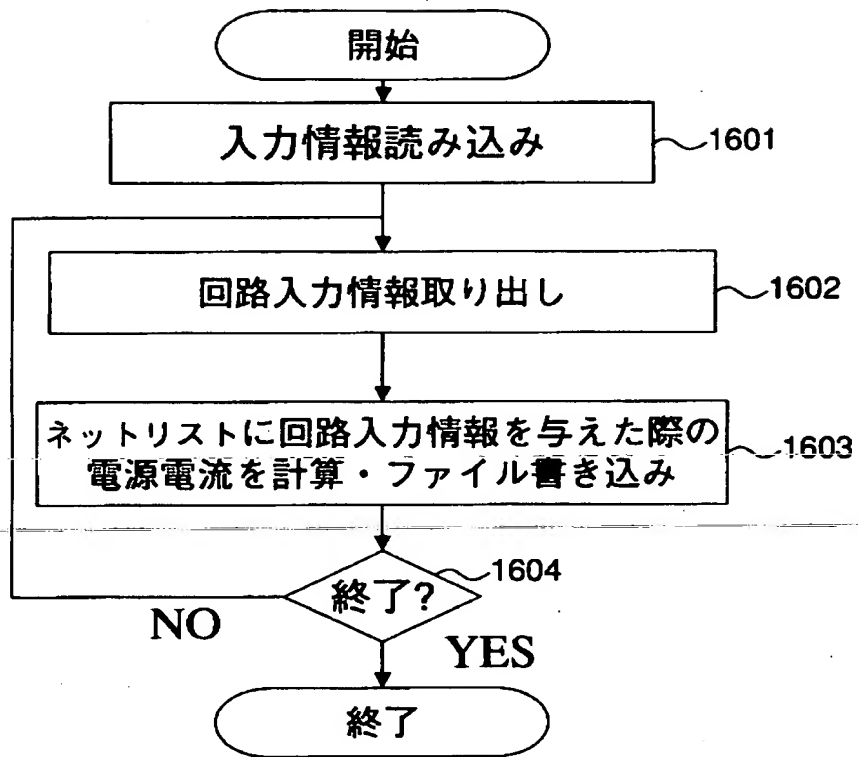 開始
入力情報読み込み
1601
回路入力情報取り出し
1602
ネットリストに回路入力情報を与えた際の
電源電流を計算・ファイル書き込み
1603
終了?
1604
NO
YES
終了